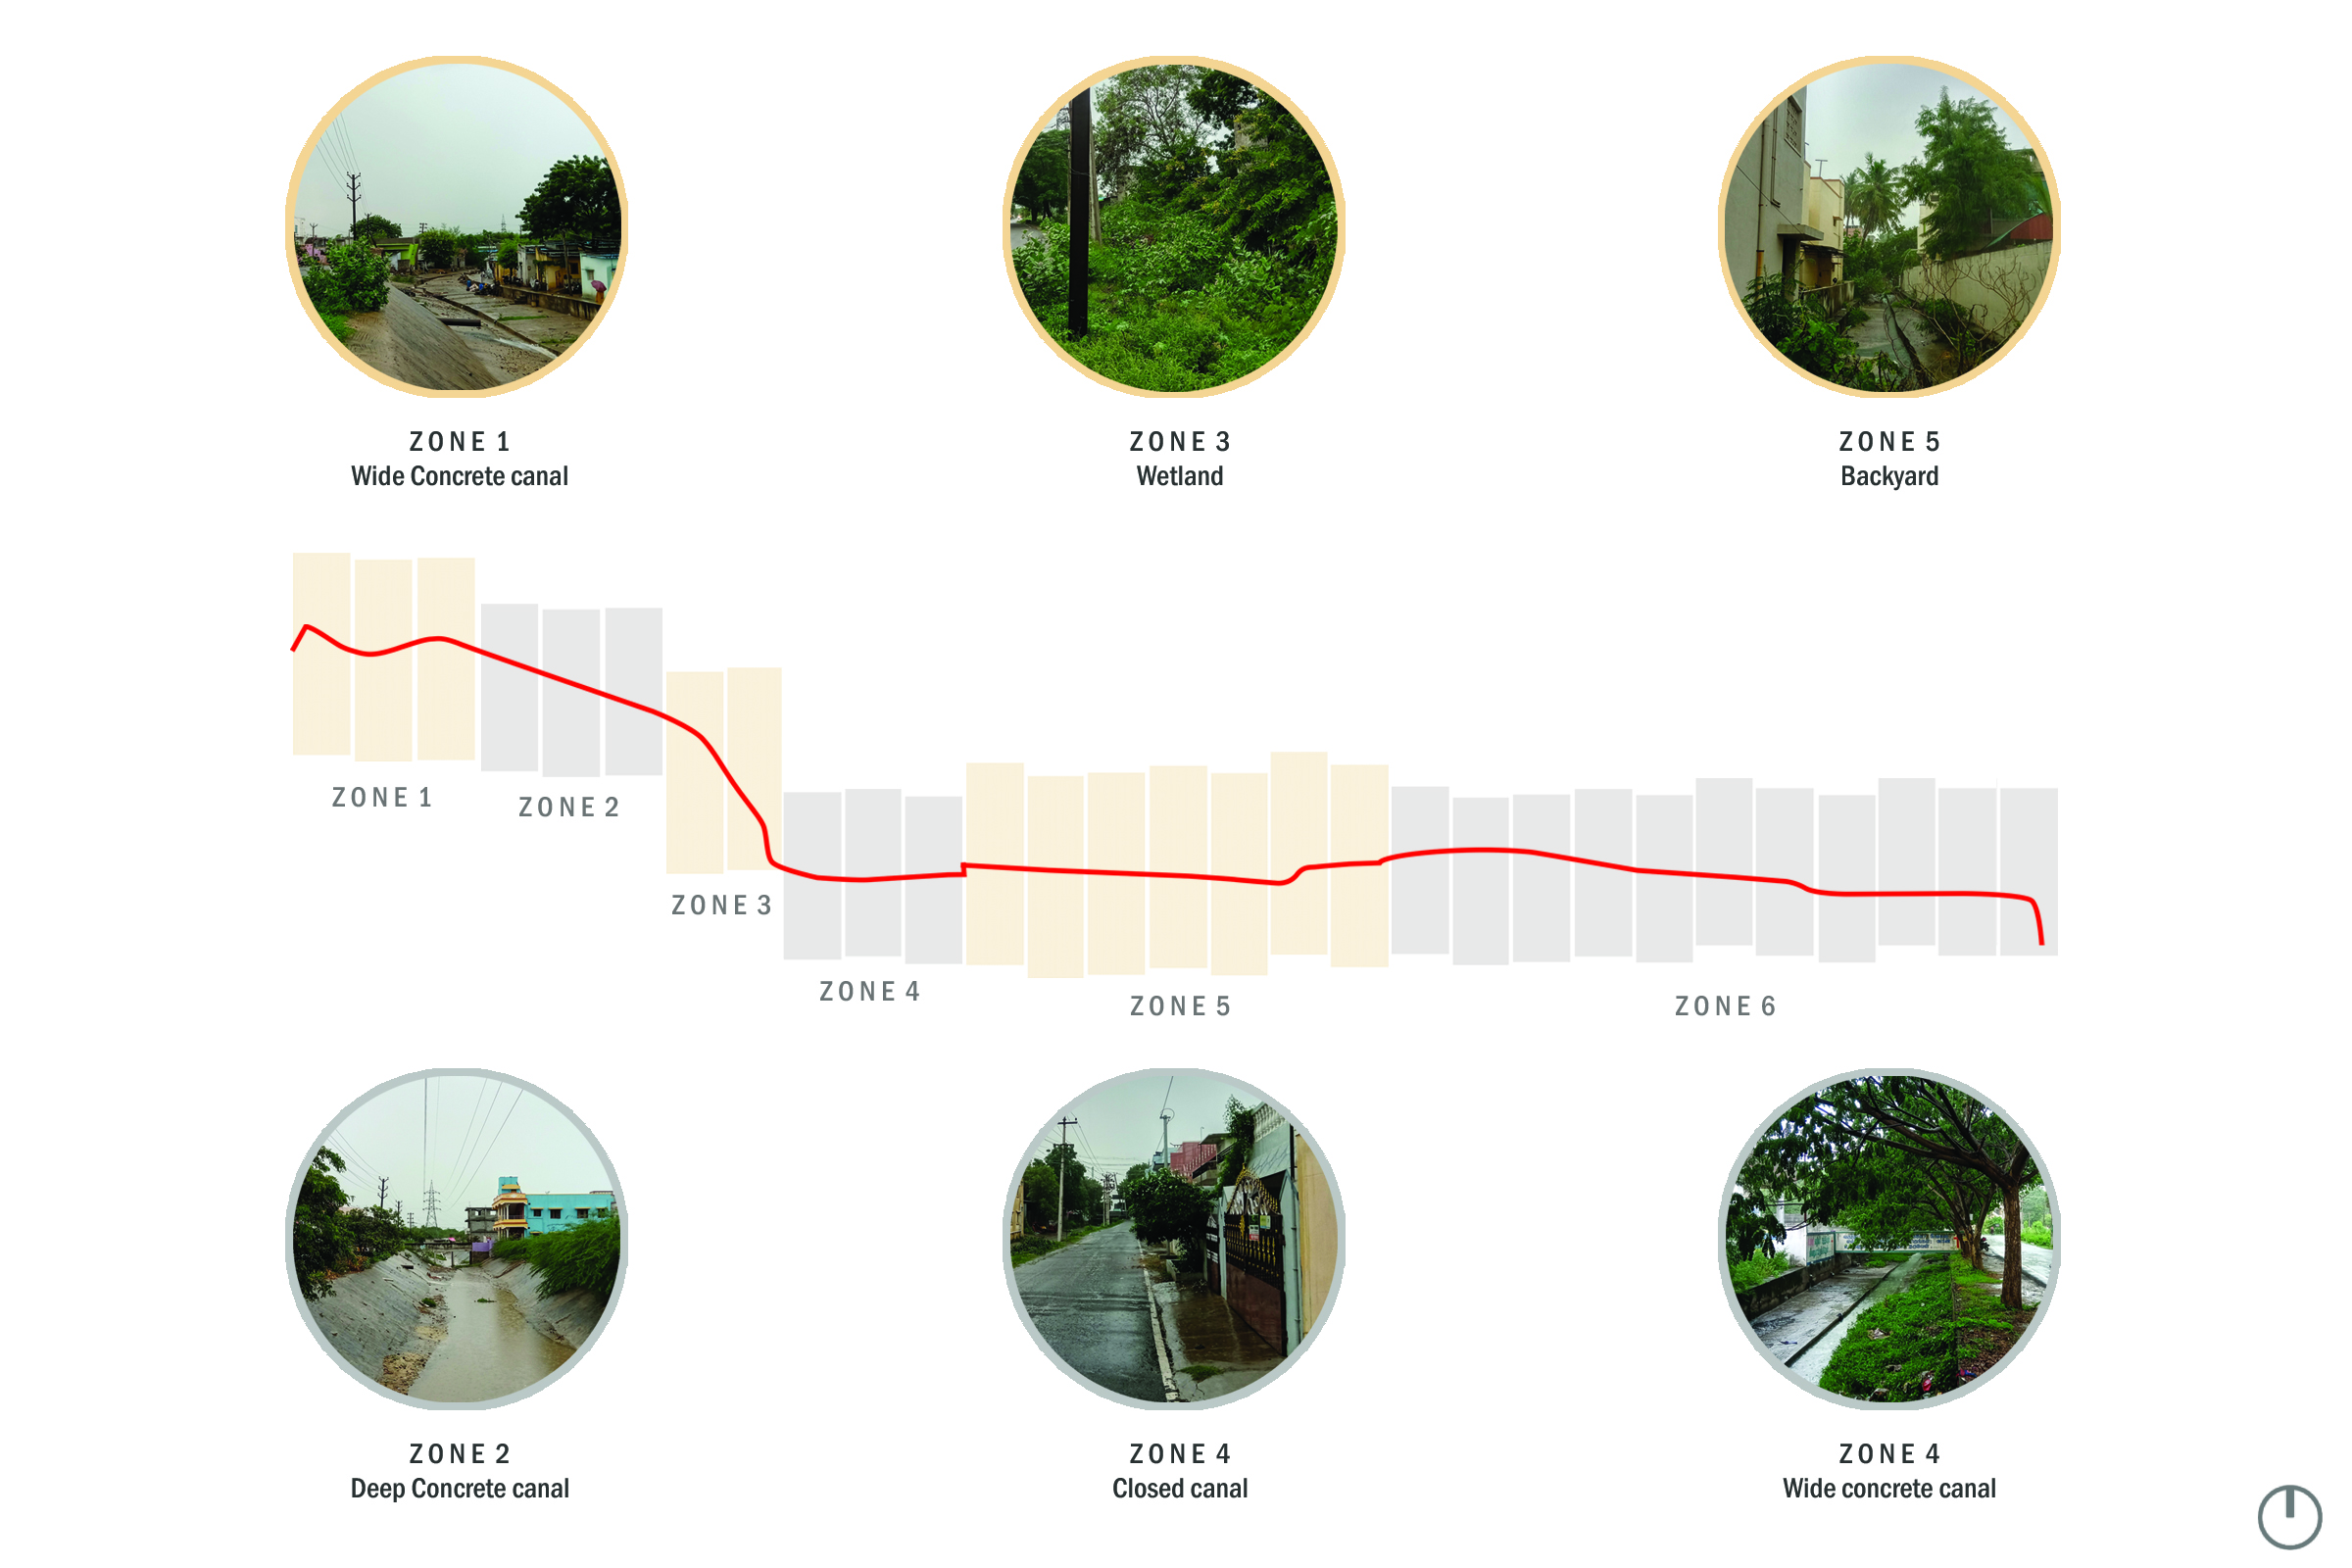 ZONE 1
Wide Concrete canal
ZONE 3
Wetland
ZONE 5
Backyard
ZONE 1
ZONE 2
ZONE 3
ZONE 4
ZONE 5
ZONE 6
ZONE 2
Deep Concrete canal
ZONE 4
Closed canal
ZONE 4
Wide concrete canal